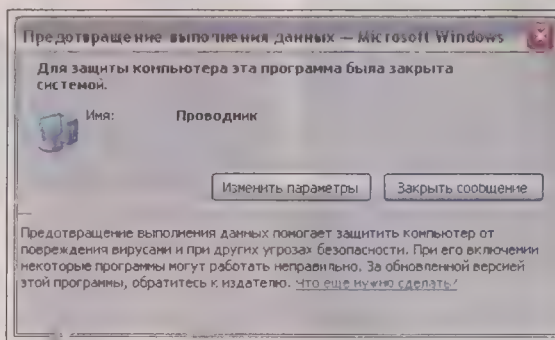 Предотвращение выполнения данных — Microsoft Windows
Для защиты компьютера эта программа была закрыта
системой.
Имя: Проводник
Изменить параметры Закрыть сообщение
Предотвращение выполнения данных помогает защитить компьютер от
повреждения вирусами и при других угрозах безопасности. При его включении
некоторые программы могут работать неправильно. За обновленной версией
этой программы, обратитесь к издателю. Что еще нужно сделать?